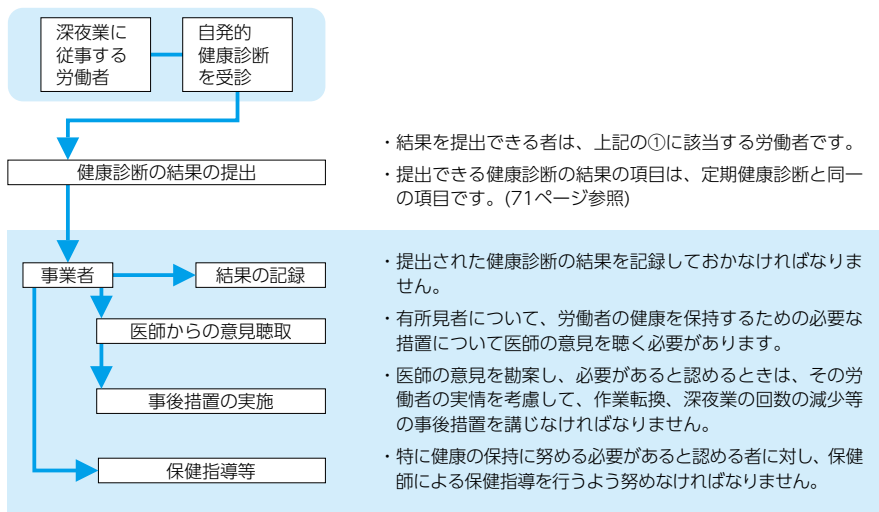 深夜業に
従事する
労働者
自発的
健康診断
を受診
健康診断の結果の提出
・結果を提出できる者は、上記の①に該当する労働者です。
・提出できる健康診断の結果の項目は、定期健康診断と同一
の項目です。(71ページ参照)
事業者
結果の記録
医師からの意見聴取
事後措置の実施
保健指導等
・提出された健康診断の結果を記録しておかなければなりま
せん。
・有所見者について、労働者の健康を保持するための必要な
措置について医師の意見を聴く必要があります。
・医師の意見を勘案し、必要があると認めるときは、その労
働者の実情を考慮して、作業転換、深夜業の回数の減少等
の事後措置を講じなければなりません。
・特に健康の保持に努める必要があると認める者に対し、保健
師による保健指導を行うよう努めなければなりません。